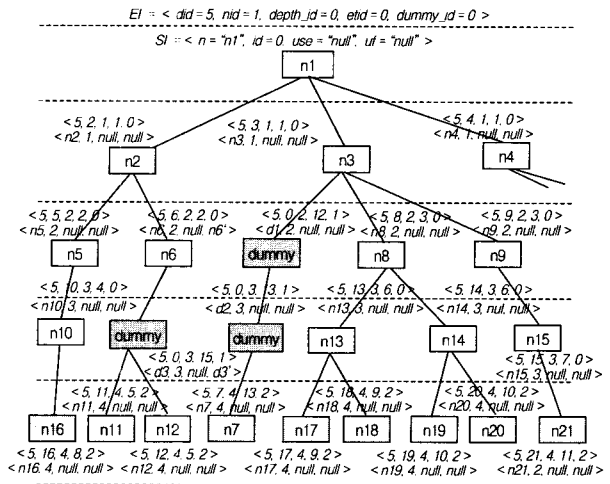 EI := < did = 5, nid = 1, depth_id = 0, etid = 0, dummy_id = 0 >
SI := < n = "n1", id = 0, use = "null", uf = "null" >
n1
< 5, 2, 1, 1, 0 >
< n2, 1, null, null >
< 5, 3, 1, 1, 0 >
< n3, 1, null, null >
< 5, 4, 1, 1, 0 >
< n4, 1, null, null >
n2
n3
n4
< 5, 5, 2, 2, 0 >
< n5, 2, null, null >
< 5, 6, 2, 2, 0 >
< n6, 2, null, n6' >
< 5, 0, 2, 12, 1 >
< d1, 2, null, null >
< 5, 8, 2, 3, 0 >
< n8, 2, null, null >
< 5, 9, 2, 3, 0 >
< n9, 2, null, null >
n5
n6
dummy
n8
n9
< 5, 10, 3, 4, 0 >
< n10, 3, null, null >
< 5, 0, 3, 3, 1 >
< d2, 3, null, null >
< 5, 13, 3, 6, 0 >
< n13, 3, null, null >
< 5, 14, 3, 6, 0 >
< n14, 3, null, null >
n10
dummy
dummy
n13
n14
n15
< 5, 0, 3, 15, 1 >
< d3, 3, null, d3' >
< 5, 15, 3, 7, 0 >
< n15, 3, null, null >
< 5, 11, 4, 5, 2 >
< n11, 4, null, null >
< 5, 7, 4, 13, 2 >
< n7, 4, null, null >
< 5, 18, 4, 9, 2 >
< n18, 4, null, null >
< 5, 20, 4, 10, 2 >
< n20, 4, null, null >
n16
n11
n12
n7
n17
n18
n19
n20
n21
< 5, 16, 4, 8, 2 >
< n16, 4, null, null >
< 5, 12, 4, 5, 2 >
< n12, 4, null, null >
< 5, 17, 4, 9, 2 >
< n17, 4, null, null >
< 5, 19, 4, 10, 2 >
< n19, 4, null, null >
< 5, 21, 4, 11, 2 >
< n21, 2, null, null >